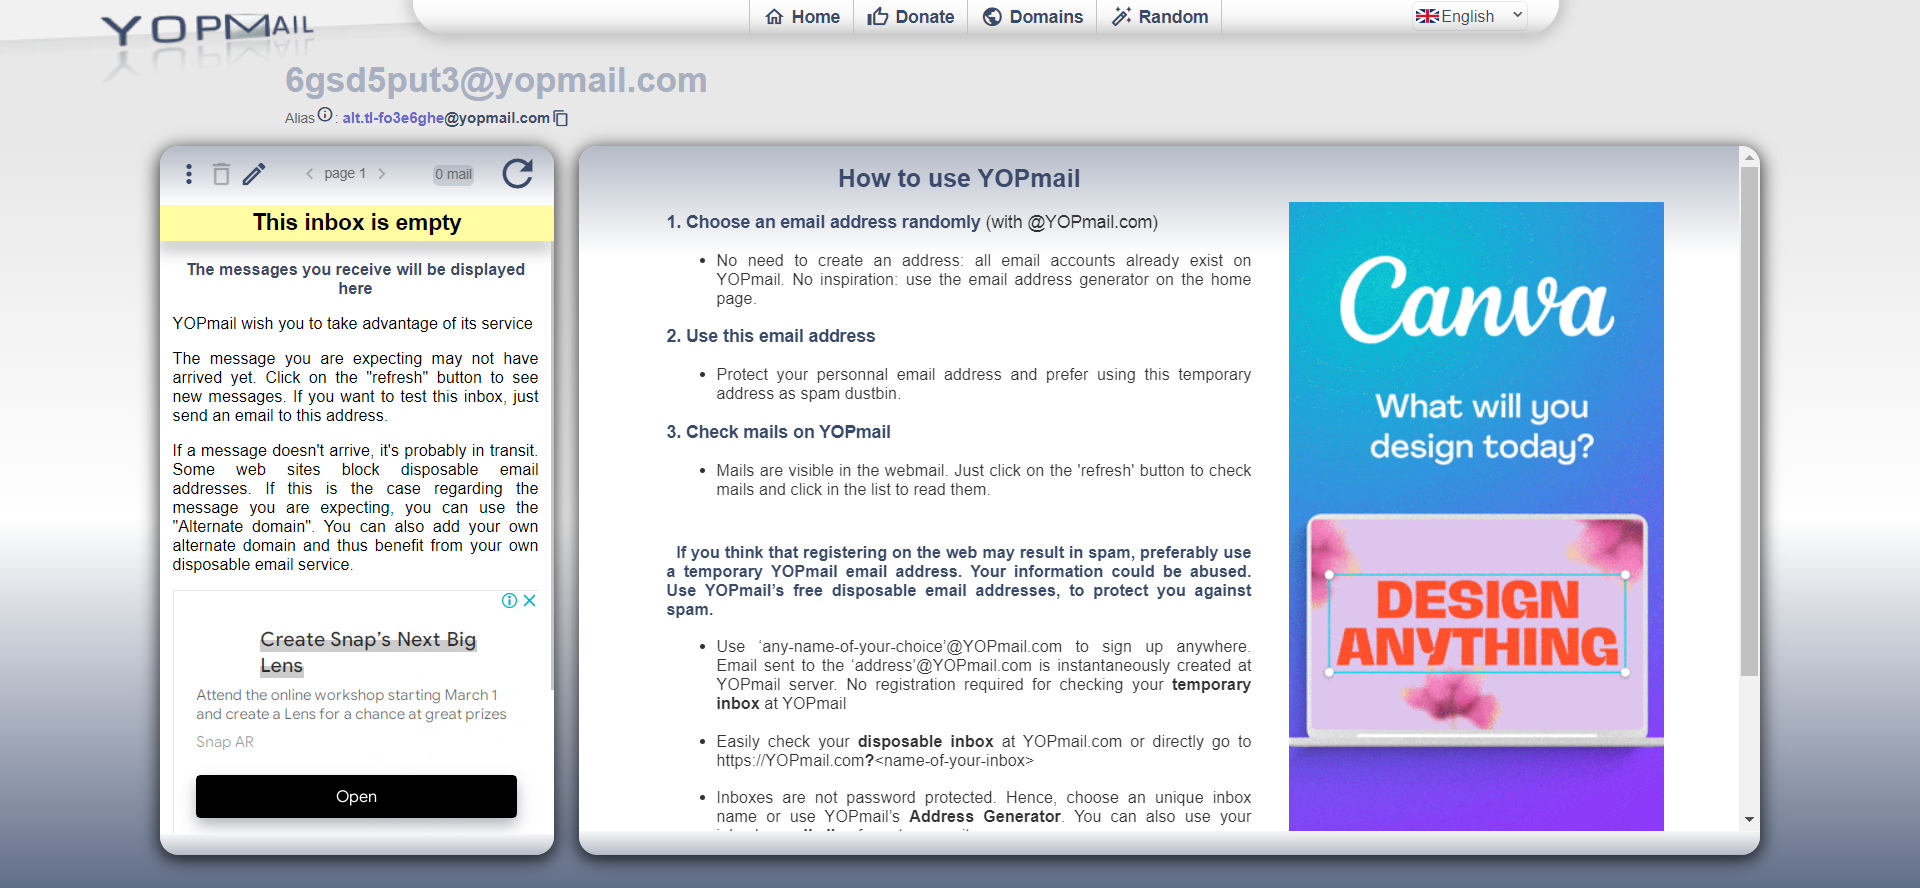 YOPMAIL
Home
Donate
Domains
Random
English
6gsd5put3@yopmail.com
Alias : alt.tl-fo3e6ghe@yopmail.com
page 1
0 mail
This inbox is empty
The messages you receive will be displayed
here
YOPmail wish you to take advantage of its service
The message you are expecting may not have
arrived yet. Click on the "refresh" button to see
new messages. If you want to test this inbox, just
send an email to this address.
If a message doesn't arrive, it's probably in transit.
Some web sites block disposable email
addresses. If this is the case regarding the
message you are expecting, you can use the
"Alternate domain". You can also add your own
alternate domain and thus benefit from your own
disposable email service.
Create Snap's Next Big
Lens
Attend the online workshop starting March 1
and create a Lens for a chance at great prizes
Snap AR
Open
How to use YOPmail
1. Choose an email address randomly (with @YOPmail.com)
• No need to create an address: all email accounts already exist on
YOPmail. No inspiration: use the email address generator on the home
page.
2. Use this email address
• Protect your personnal email address and prefer using this temporary
address as spam dustbin.
3. Check mails on YOPmail
• Mails are visible in the webmail. Just click on the 'refresh' button to check
mails and click in the list to read them.
If you think that registering on the web may result in spam, preferably use
a temporary YOPmail email address. Your information could be abused.
Use YOPmail’s free disposable email addresses, to protect you against
spam.
• Use ‘any-name-of-your-choice’@YOPmail.com to sign up anywhere.
Email sent to the ‘address’@YOPmail.com is instantaneously created at
YOPmail server. No registration required for checking your temporary
inbox at YOPmail
• Easily check your disposable inbox at YOPmail.com or directly go to
https://YOPmail.com?<name-of-your-inbox>
• Inboxes are not password protected. Hence, choose an unique inbox
name or use YOPmail’s Address Generator. You can also use your
Canva
What will you
design today?
DESIGN
ANYTHING